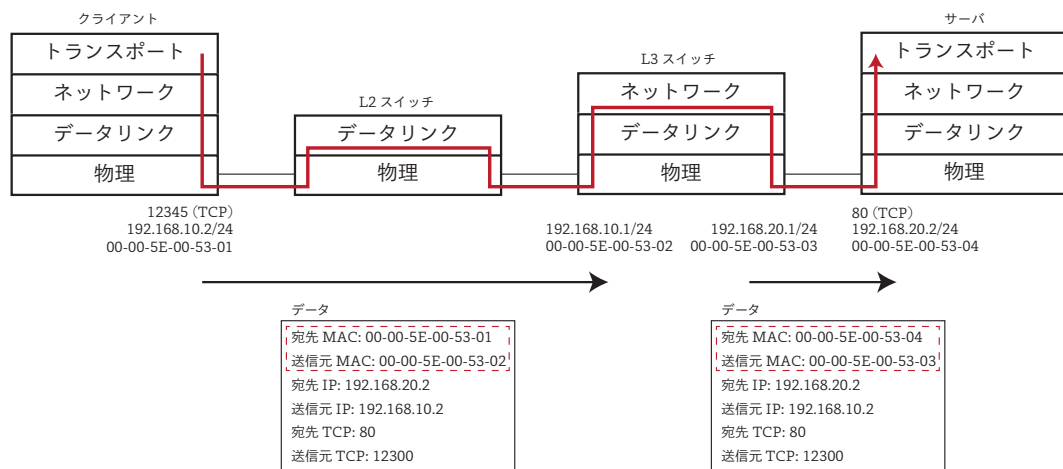 クライアント
トランスポート
ネットワーク
データリンク
物理
L2 スイッチ
データリンク
物理
L3 スイッチ
ネットワーク
データリンク
物理
サーバ
トランスポート
ネットワーク
データリンク
物理
12345 (TCP)
192.168.10.2/24
00-00-5E-00-53-01
192.168.10.1/24
00-00-5E-00-53-02
192.168.20.1/24
00-00-5E-00-53-03
80 (TCP)
192.168.20.2/24
00-00-5E-00-53-04
データ
宛先 MAC: 00-00-5E-00-53-01
送信元 MAC: 00-00-5E-00-53-02
宛先 IP: 192.168.20.2
送信元 IP: 192.168.10.2
宛先 TCP: 80
送信元 TCP: 12300
データ
宛先 MAC: 00-00-5E-00-53-04
送信元 MAC: 00-00-5E-00-53-03
宛先 IP: 192.168.20.2
送信元 IP: 192.168.10.2
宛先 TCP: 80
送信元 TCP: 12300